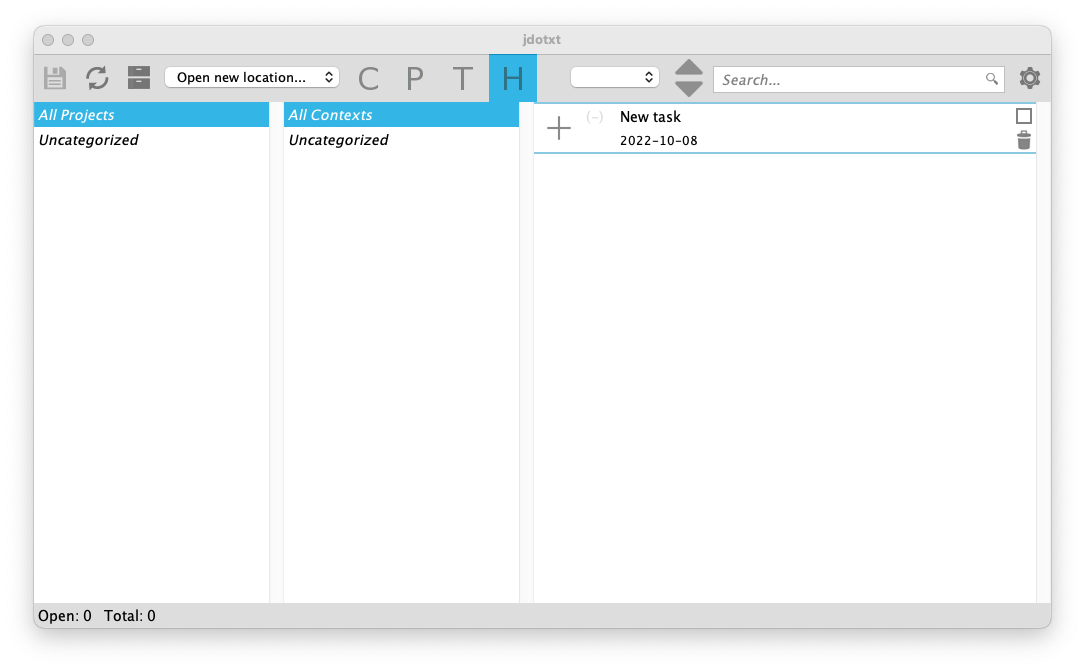 jdotxt
Open new location... C P T H Search...
All Projects
Uncategorized
All Contexts
Uncategorized
(-) New task
2022-10-08
Open: 0 Total: 0